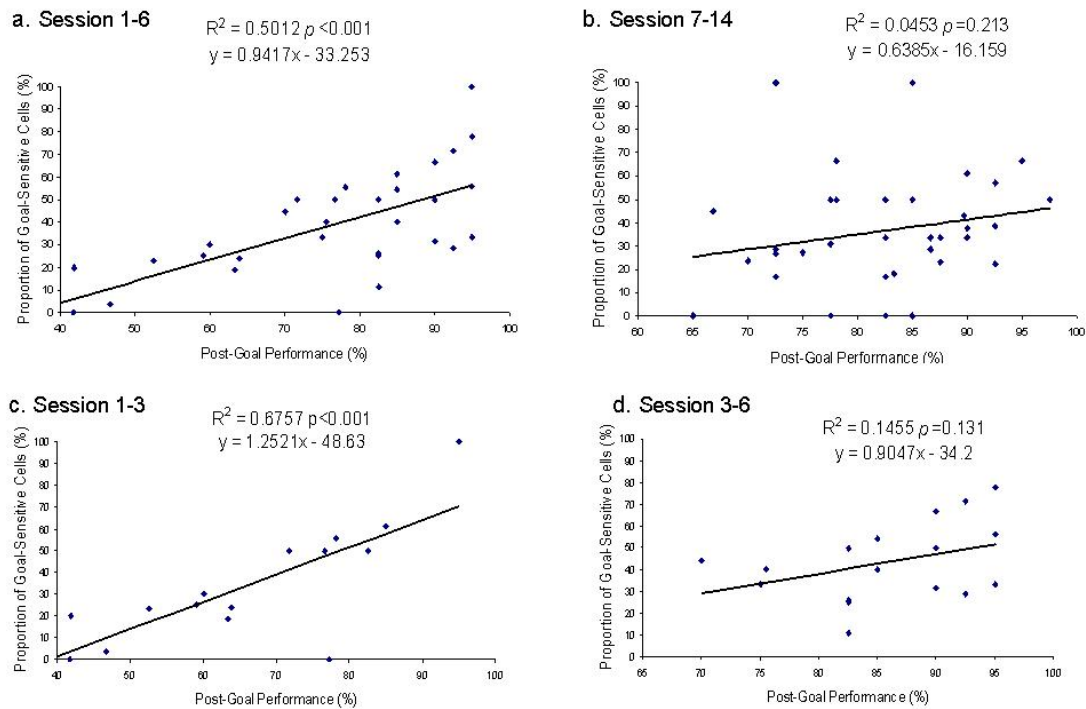 a. Session 1-6
R² = 0.5012 p <0.001
y = 0.9417x - 33.253
Proportion of Goal-Sensitive Cells (%)
100
90
80
70
60
50
40
30
20
10
0
40 50 60 70 80 90 100
Post-Goal Performance (%)
b. Session 7-14
R² = 0.0453 p=0.213
y = 0.6385x - 16.159
Proportion of Goal-Sensitive Cells (%)
100
90
80
70
60
50
40
30
20
10
0
60 65 70 75 80 85 90 95 100
Post-Goal Performance (%)
c. Session 1-3
R² = 0.6757 p<0.001
y = 1.2521x - 48.63
Proportion of Goal-Sensitive Cells (%)
100
90
80
70
60
50
40
30
20
10
0
40 50 60 70 80 90 100
Post-Goal Performance (%)
d. Session 3-6
R² = 0.1455 p=0.131
y = 0.9047x - 34.2
Proportion of Goal-Sensitive Cells (%)
100
90
80
70
60
50
40
30
20
10
0
65 70 75 80 85 90 95 100
Post-Goal Performance (%)